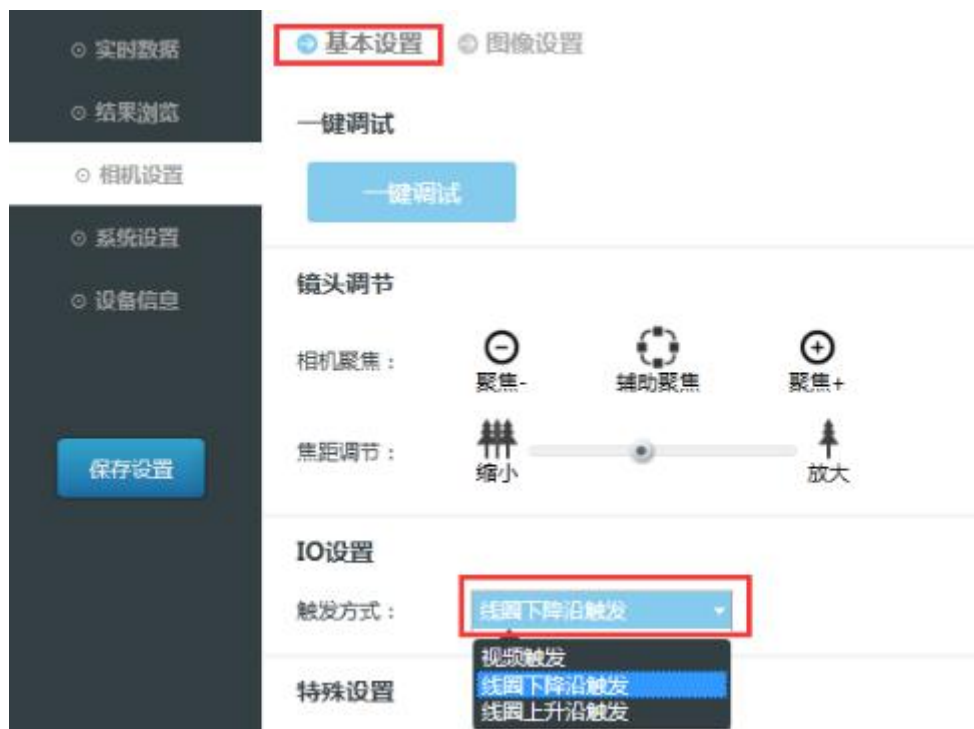 实时数据
结果浏览
相机设置
系统设置
设备信息
保存设置
基本设置 图像设置
一键调试
一键调试
镜头调节
相机聚焦：
聚焦- 辅助聚焦 聚焦+
焦距调节：
缩小 放大
IO设置
触发方式： 线圈下降沿触发
视频触发
线圈下降沿触发
线圈上升沿触发
特殊设置